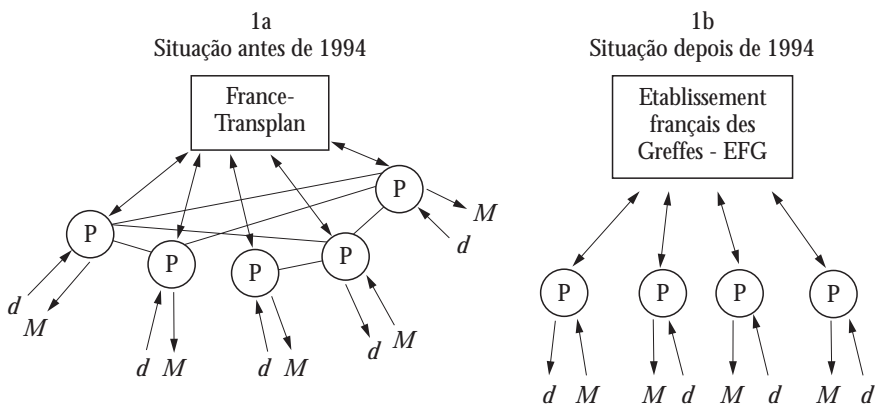 1a
Situação antes de 1994
France-
Transplan
P
P
P
P
P
M
d
d
M
d M
d M
d
M
1b
Situação depois de 1994
Etablissement
français des
Greffes - EFG
P P P P
d M M d M d M d